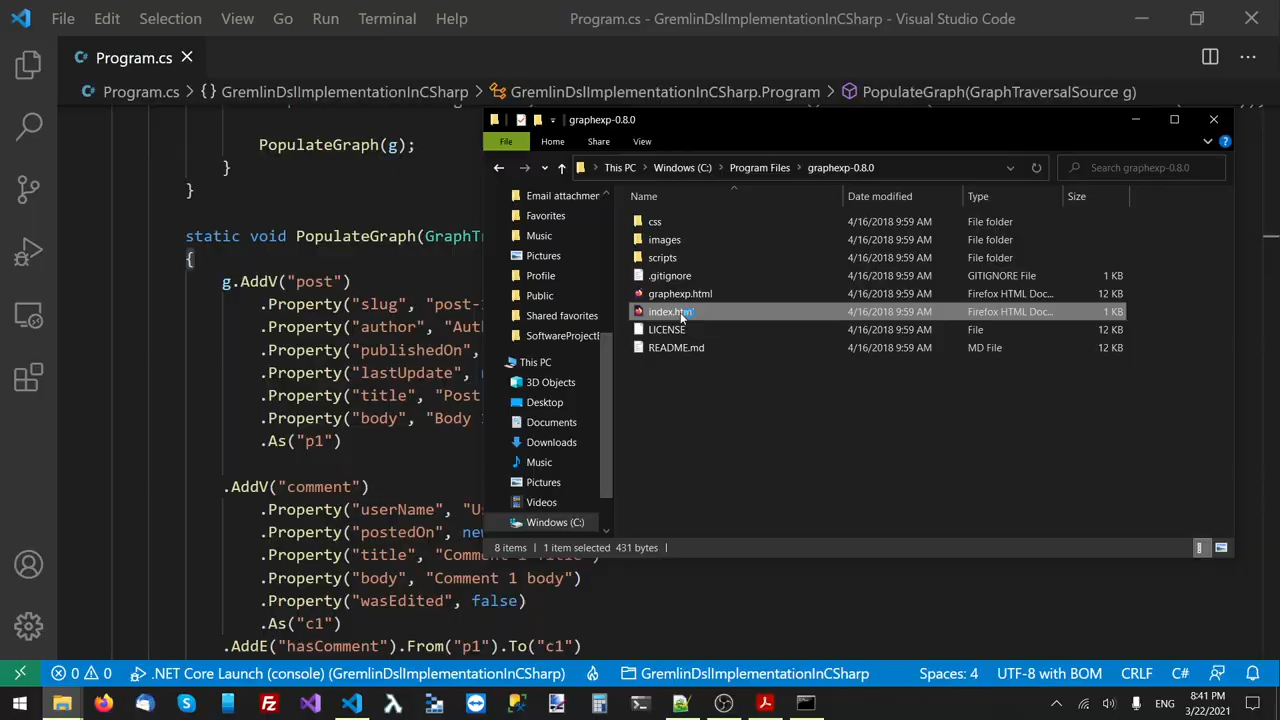 File Edit Selection View Go Run Terminal Help Program.cs - GremlinDslImplementationInCSharp - Visual Studio Code
Program.cs
Program.cs > {} GremlinDslImplementationInCSharp > GremlinDslImplementationInCSharp.Program > PopulateGraph(GraphTraversalSource g)
PopulateGraph(g);
}
}
static void PopulateGraph(GraphT
{
g.AddV("post")
.Property("slug", "post-
.Property("author", "Aut
.Property("publishedOn",
.Property("lastUpdate",
.Property("title", "Post
.Property("body", "Body
.As("p1")
.AddV("comment")
.Property("userName", "U
.Property("postedOn", new
.Property("title", "Comment 1 Title")
.Property("body", "Comment 1 body")
.Property("wasEdited", false)
.As("c1")
.AddE("hasComment").From("p1").To("c1")
graphexp-0.8.0
File Home Share View
This PC > Windows (C:) > Program Files > graphexp-0.8.0
Search graphexp-0.8.0
Email attachmen
Favorites
Music
Pictures
Profile
Public
Shared favorites
SoftwareProjectE
This PC
3D Objects
Desktop
Documents
Downloads
Music
Pictures
Videos
Windows (C:)
Name Date modified Type Size
css 4/16/2018 9:59 AM File folder
images 4/16/2018 9:59 AM File folder
scripts 4/16/2018 9:59 AM File folder
.gitignore 4/16/2018 9:59 AM GITIGNORE File 1 KB
graphexp.html 4/16/2018 9:59 AM Firefox HTML Doc... 12 KB
index.html 4/16/2018 9:59 AM Firefox HTML Doc... 1 KB
LICENSE 4/16/2018 9:59 AM File 12 KB
README.md 4/16/2018 9:59 AM MD File 12 KB
8 items 1 item selected 431 bytes
0 0 .NET Core Launch (console) (GremlinDslImplementationInCSharp) GremlinDslImplementationInCSharp Spaces: 4 UTF-8 with BOM CRLF C#
ENG 8:41 PM
3/22/2021